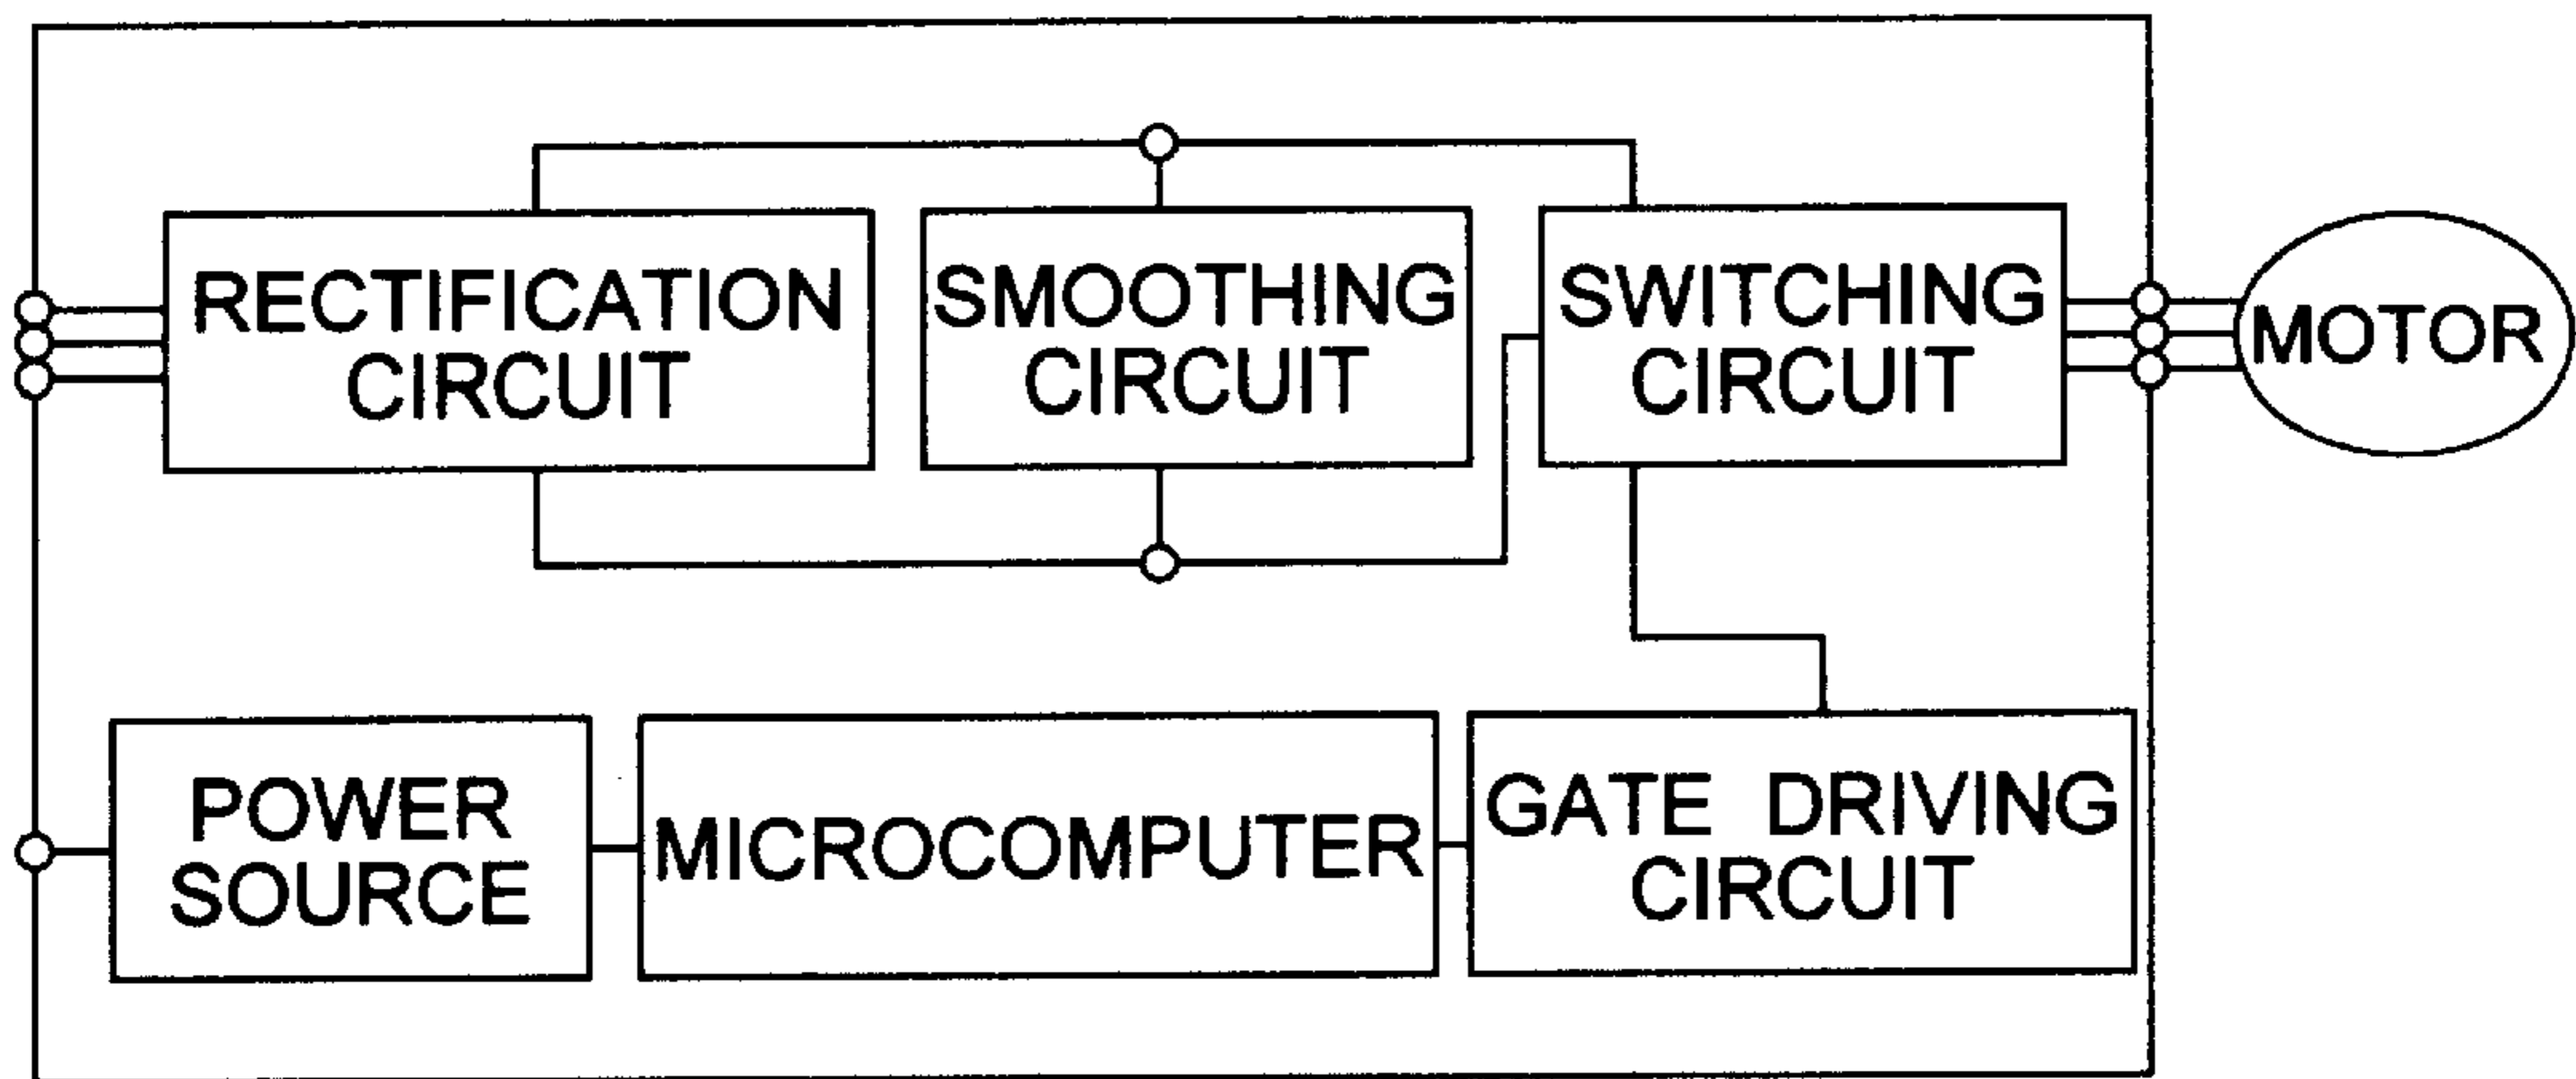 RECTIFICATION
CIRCUIT
SMOOTHING
CIRCUIT
SWITCHING
CIRCUIT
MOTOR
POWER
SOURCE
MICROCOMPUTER
GATE DRIVING
CIRCUIT